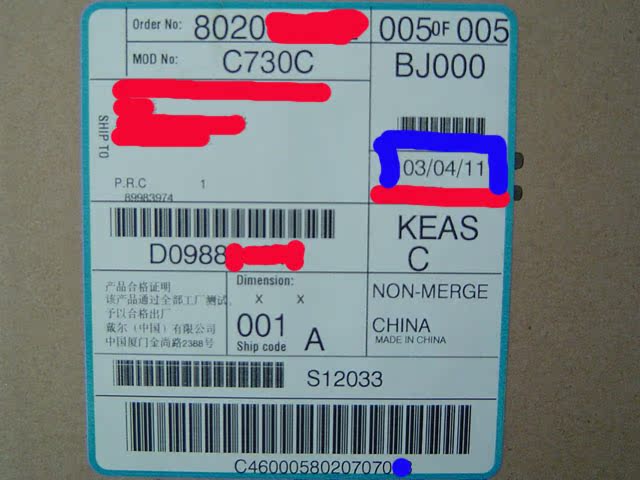 Order No: 8020
005 OF 005
MOD No: C730C
BJ000
SHIP TO
03/04/11
P.R.C 1
89983974
D0988
KEAS
C
产品合格证明
该产品通过全部工厂测试,
予以合格出厂
戴尔（中国）有限公司
中国厦门金尚路2388号
Dimension:
X X
001 A
Ship code
NON-MERGE
CHINA
MADE IN CHINA
S12033
C46000580207070